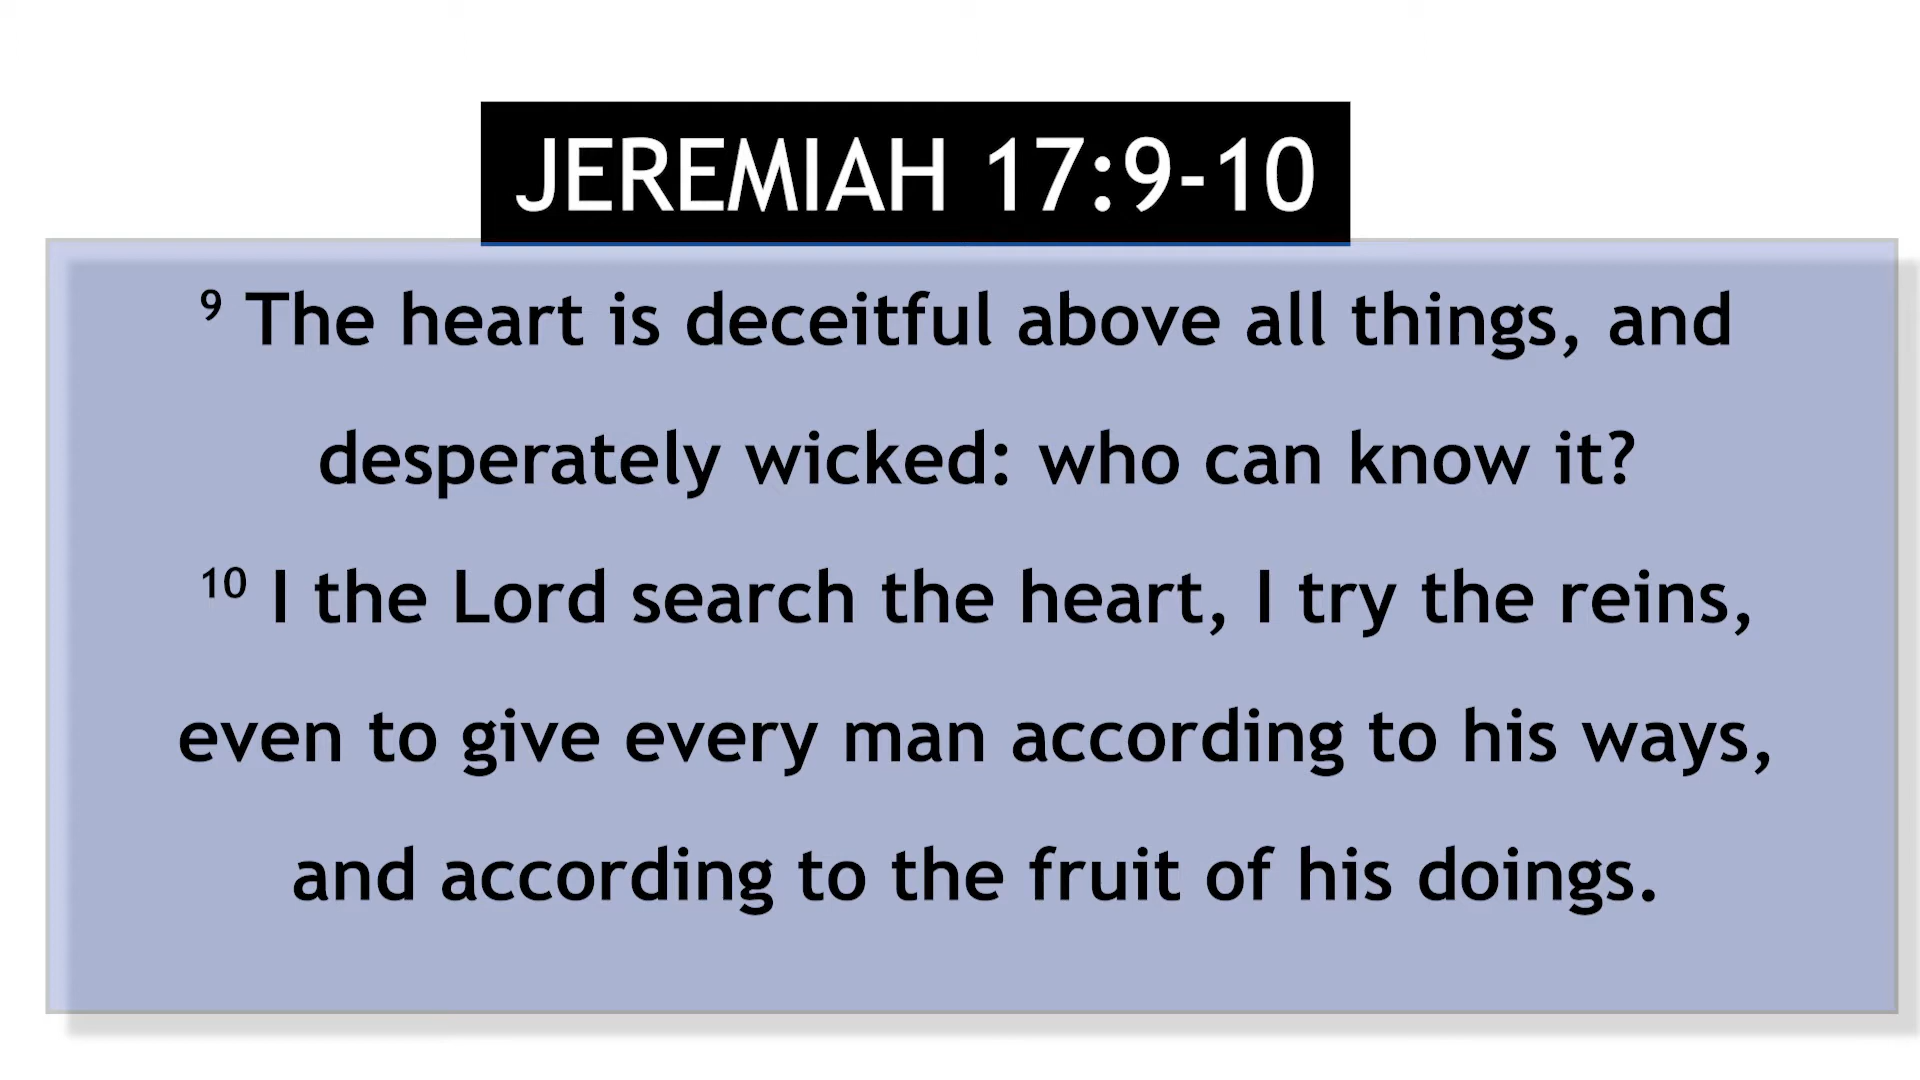 JEREMIAH 17:9-10
9 The heart is deceitful above all things, and
desperately wicked: who can know it?
10 I the Lord search the heart, I try the reins,
even to give every man according to his ways,
and according to the fruit of his doings.